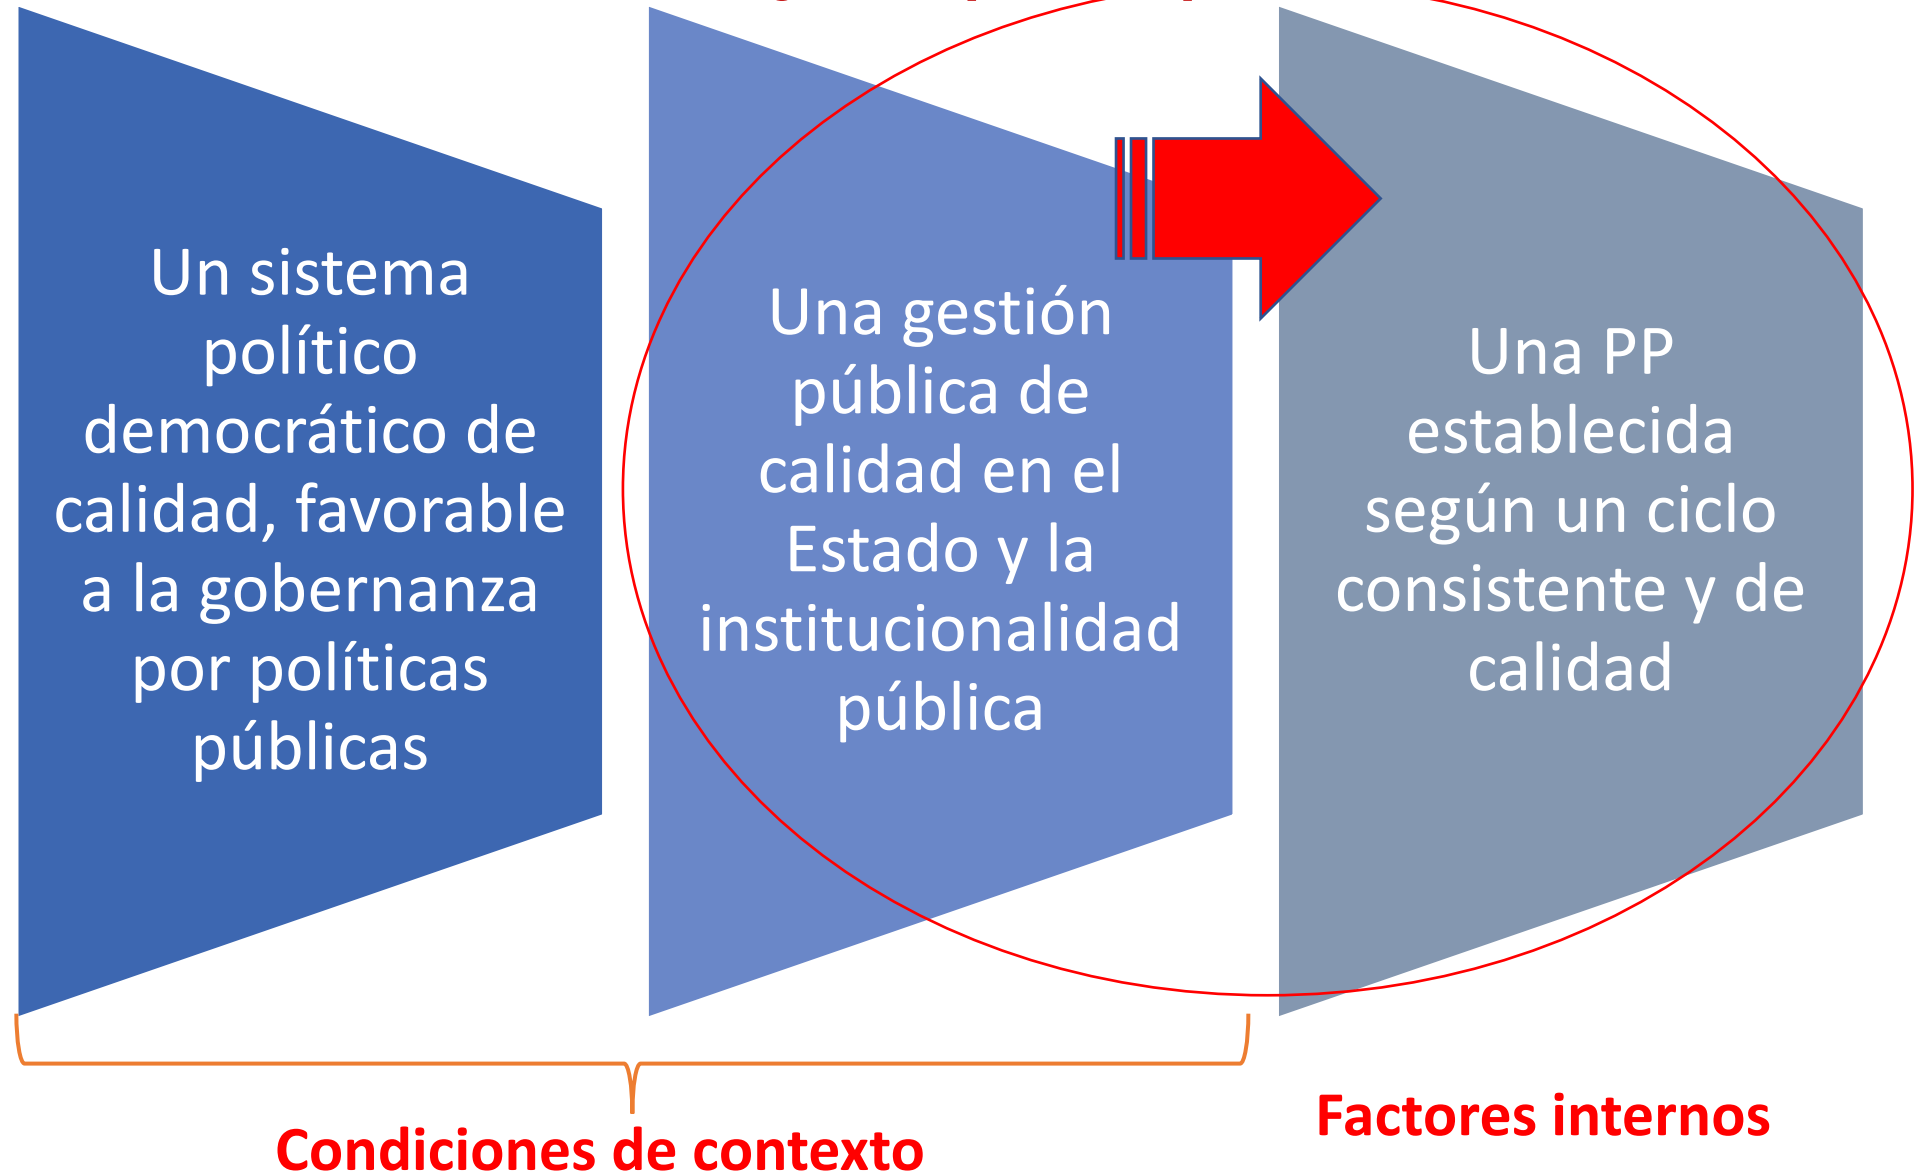 Un sistema
político
democrático de
calidad, favorable
a la gobernanza
por políticas
públicas
Una gestión
pública de
calidad en el
Estado y la
institucionalidad
pública
Una PP
establecida
según un ciclo
consistente y de
calidad
Factores internos
Condiciones de contexto